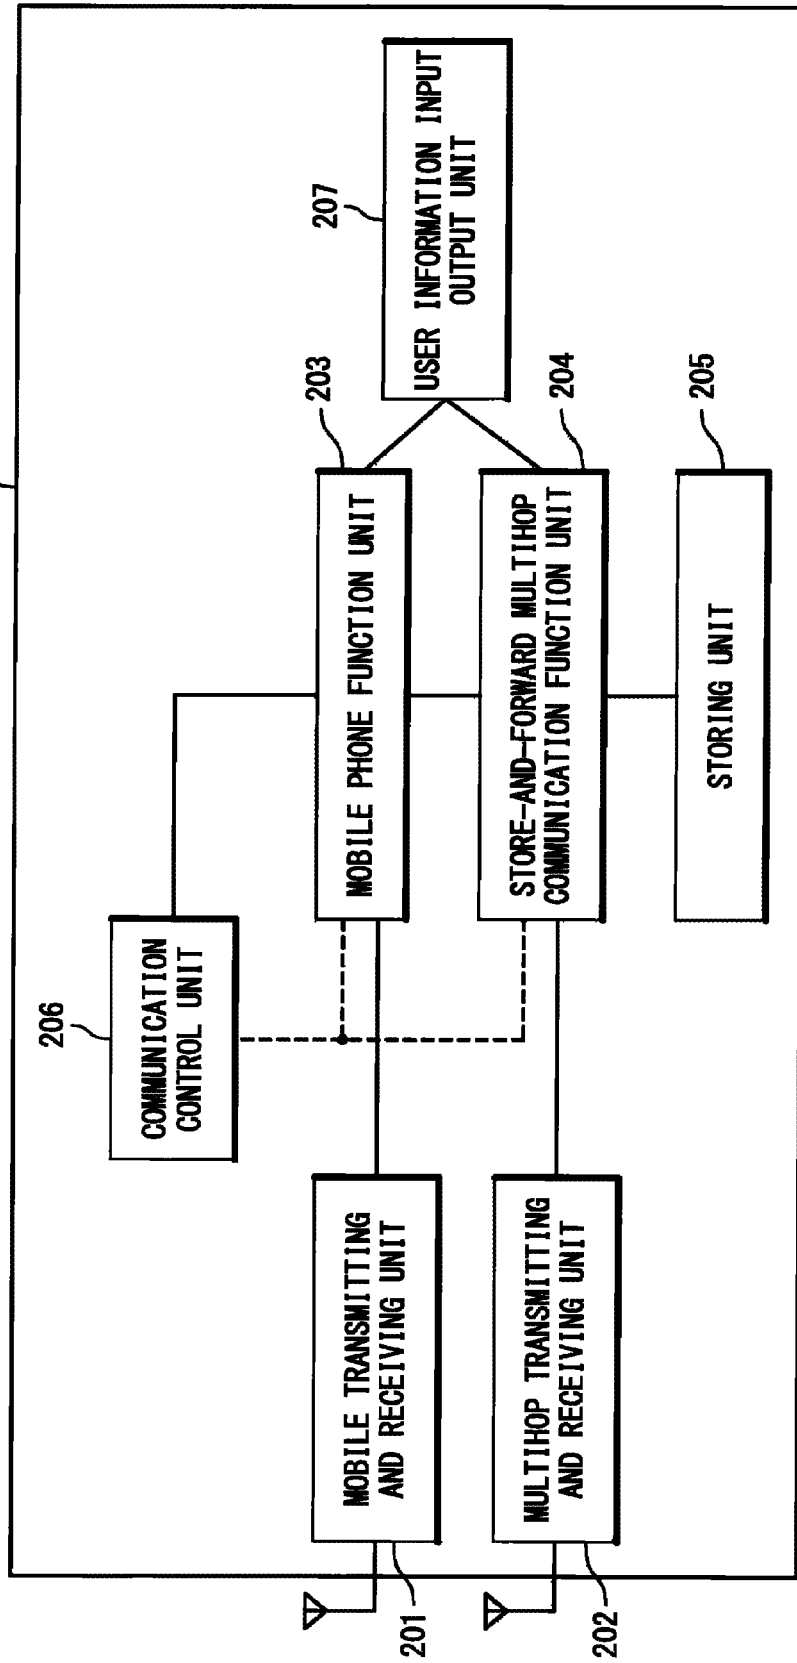 206
COMMUNICATION
CONTROL UNIT
201
MOBILE TRANSMITTING
AND RECEIVING UNIT
203
MOBILE PHONE FUNCTION UNIT
207
USER INFORMATION INPUT
OUTPUT UNIT
202
MULTIHOP TRANSMITTING
AND RECEIVING UNIT
204
STORE-AND-FORWARD MULTIHOP
COMMUNICATION FUNCTION UNIT
205
STORING UNIT